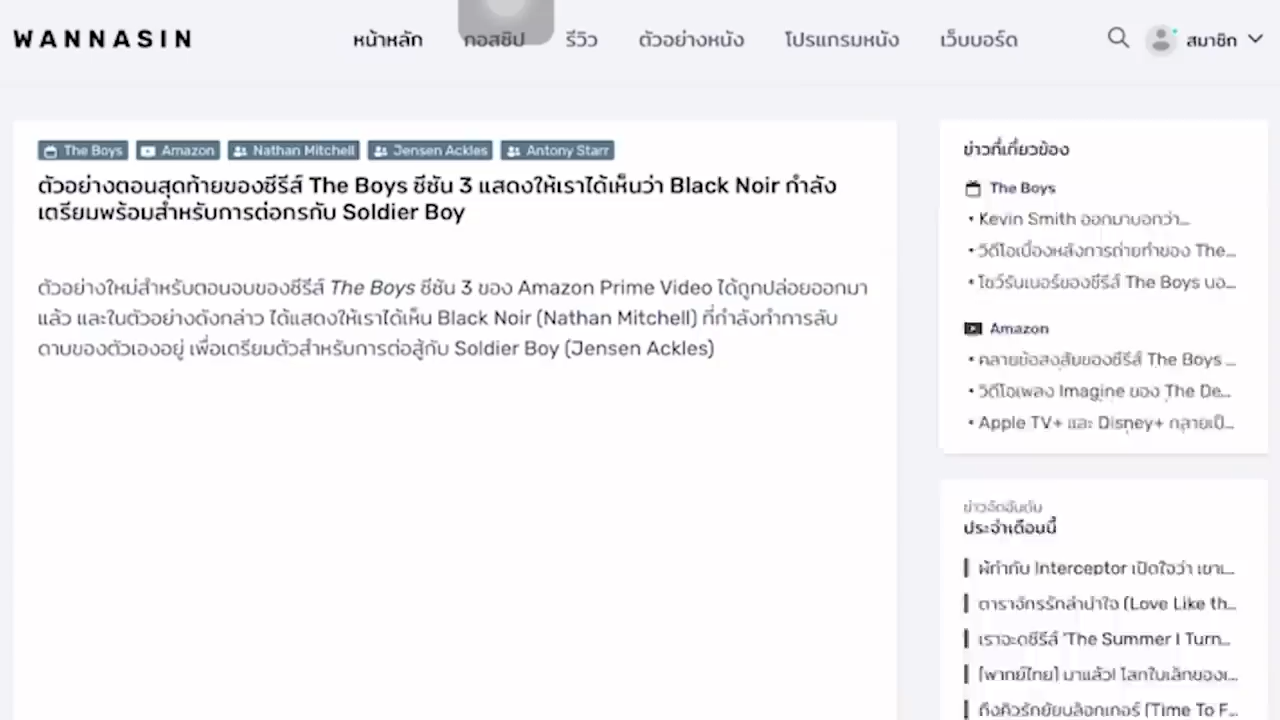 WANNASIN
หน้าหลัก กอสซิป รีวิว ตัวอย่างหนัง โปรแกรมหนัง เว็บบอร์ด สมาชิก
The Boys Amazon Nathan Mitchell Jensen Ackles Antony Starr
ตัวอย่างตอนสุดท้ายของซีรีส์ The Boys ซีซัน 3 แสดงให้เราได้เห็นว่า Black Noir กำลัง
เตรียมพร้อมสำหรับการต่อกรกับ Soldier Boy
ตัวอย่างใหม่สำหรับตอนจบของซีรีส์ The Boys ซีซัน 3 ของ Amazon Prime Video ได้ถูกปล่อยออกมา
แล้ว และในตัวอย่างดังกล่าว ได้แสดงให้เราได้เห็น Black Noir (Nathan Mitchell) ที่กำลังทำการลับ
ดาบของตัวเองอยู่ เพื่อเตรียมตัวสำหรับการต่อสู้กับ Soldier Boy (Jensen Ackles)
ข่าวที่เกี่ยวข้อง
The Boys
• Kevin Smith ออกมาบอกว่า...
• วิดีโอเบื้องหลังการถ่ายทำของ The...
• โชว์รันเนอร์ของซีรีส์ The Boys บอ...
Amazon
• คลายข้อสงสัยของซีรีส์ The Boys ...
• วิดีโอเพลง Imagine ของ The De...
• Apple TV+ และ Disney+ กลายเป็...
ข่าวจัดอันดับ
ประจำเดือนนี้
ผู้กำกับ Interceptor เปิดใจว่า เขาเ...
ดาราจักรรักลำนำใจ (Love Like th...
เราจะดูซีรีส์ 'The Summer I Turn...
[พากย์ไทย] มาแล้ว! โลกใบเล็กของเ...
ถึงคิวรักยัยบล็อกเกอร์ (Time To F...